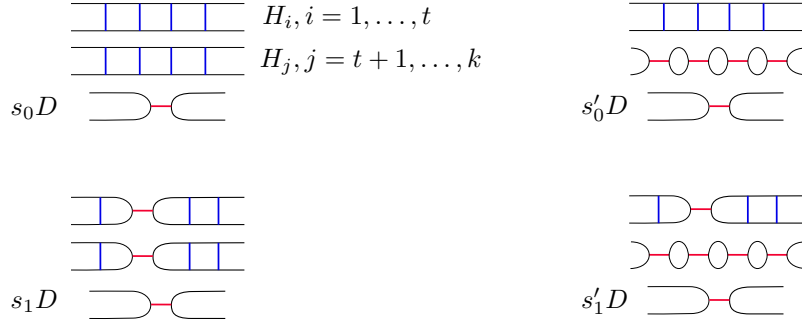 H_i, i = 1, …, t
H_j, j = t + 1, …, k
s_0D
s'_0D
s_1D
s'_1D